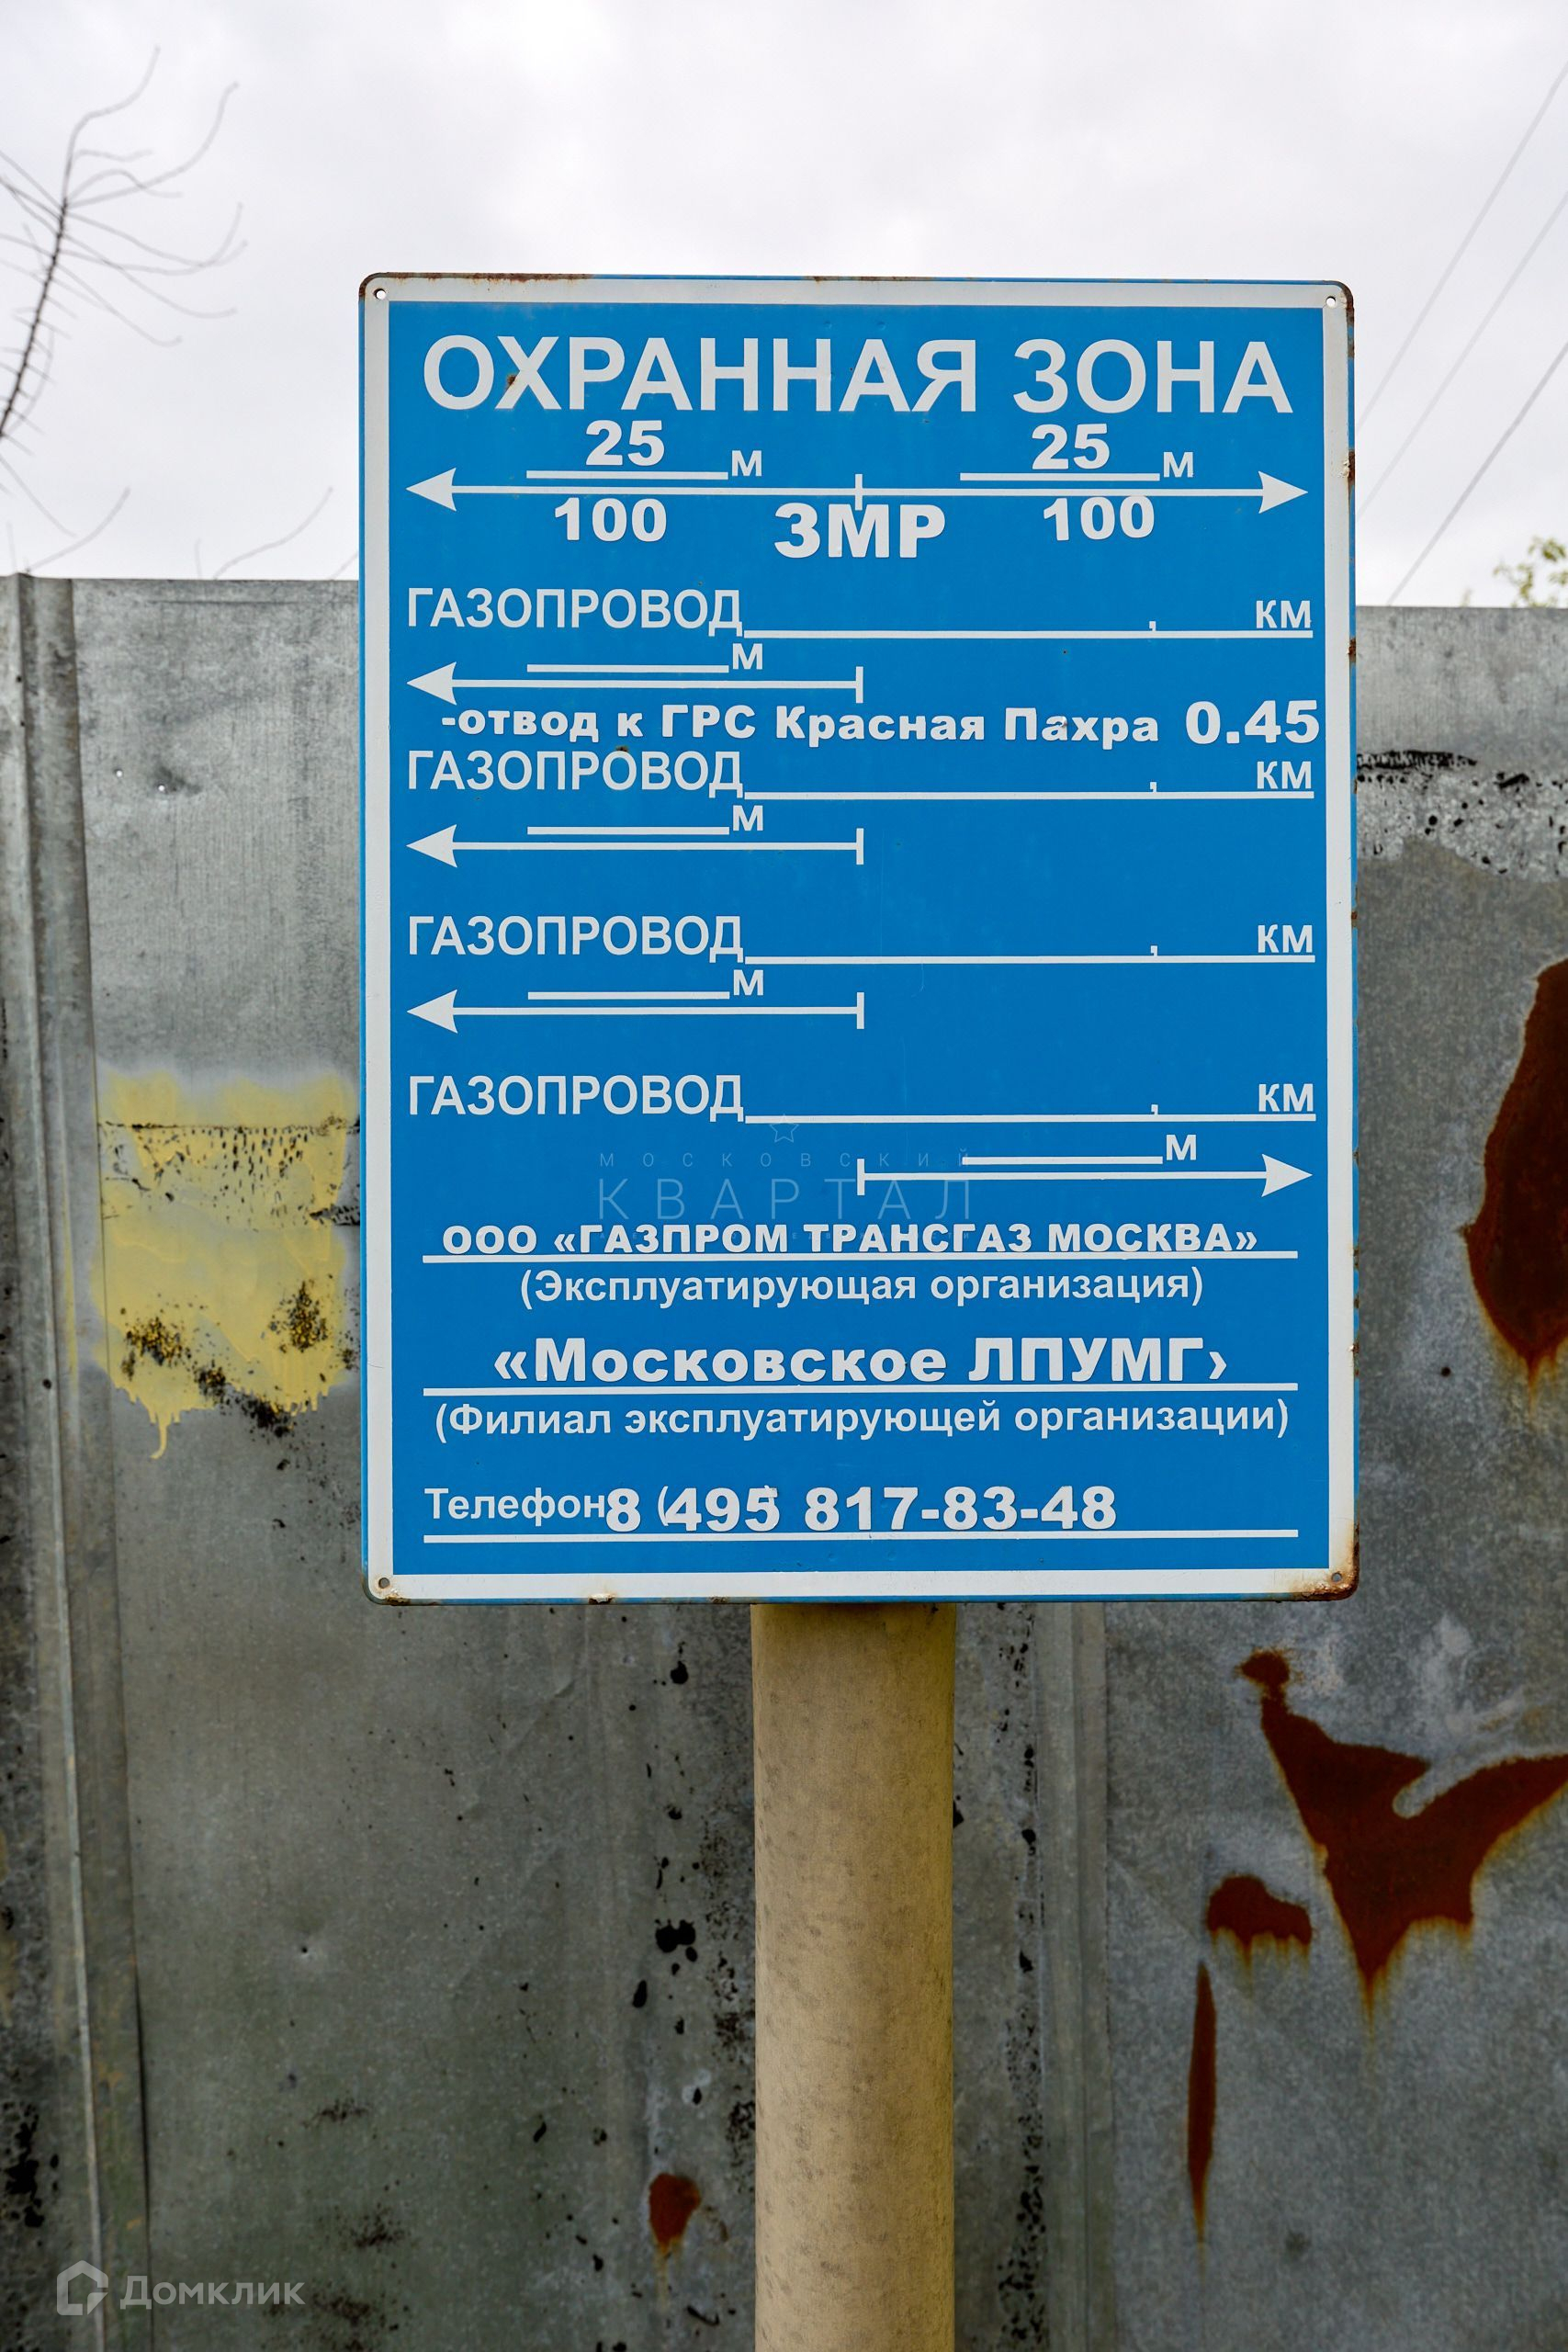 ОХРАННАЯ ЗОНА
25 м 25 м
100 ЗМР 100
ГАЗОПРОВОД , км
м
-отвод к ГРС Красная Пахра 0.45
ГАЗОПРОВОД , км
м
ГАЗОПРОВОД , км
м
ГАЗОПРОВОД , км
м
МОСКОВСКИЙ
КВАРТАЛ
ООО «ГАЗПРОМ ТРАНСГАЗ МОСКВА»
(Эксплуатирующая организация)
«Московское ЛПУМГ›
(Филиал эксплуатирующей организации)
Телефон 8 (495) 817-83-48
Домклик